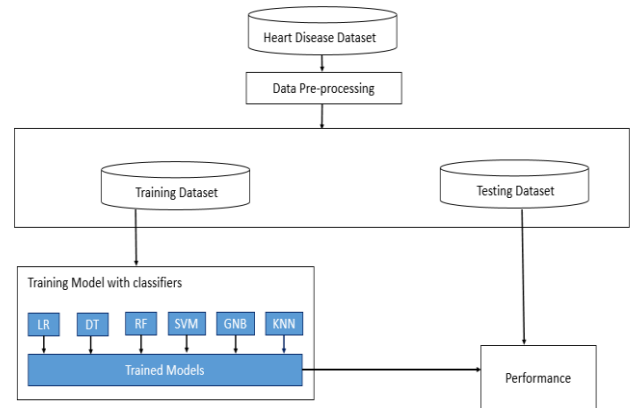 Heart Disease Dataset
Data Pre-processing
Training Dataset
Testing Dataset
Training Model with classifiers
LR
DT
RF
SVM
GNB
KNN
Trained Models
Performance